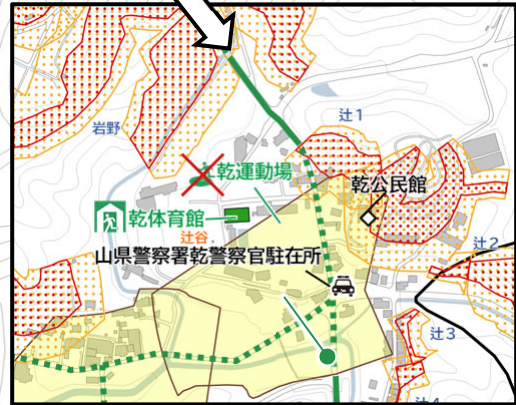 辻1
岩野
乾運動場
乾公民館
乾体育館
辻谷
辻2
山県警察署乾警察官駐在所
辻3
辻4